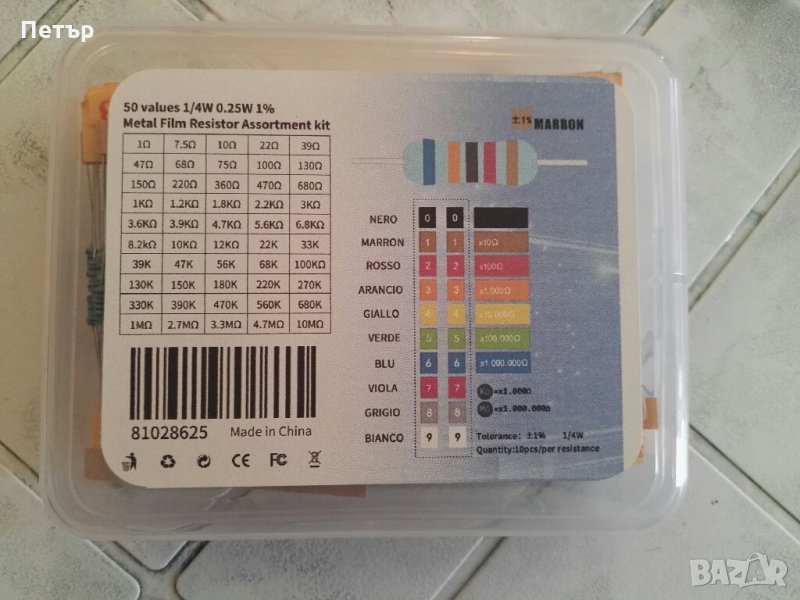 Петър
50 values 1/4W 0.25W 1%
Metal Film Resistor Assortment kit
1Ω 7.5Ω 10Ω 22Ω 39Ω
47Ω 68Ω 75Ω 100Ω 130Ω
150Ω 220Ω 360Ω 470Ω 680Ω
1KΩ 1.2KΩ 1.8KΩ 2.2KΩ 3KΩ
3.6KΩ 3.9KΩ 4.7KΩ 5.6KΩ 6.8KΩ
8.2kΩ 10KΩ 12KΩ 22K 33K
39K 47K 56K 68K 100KΩ
130K 150K 180K 220K 270K
330K 390K 470K 560K 680K
1MΩ 2.7MΩ 3.3MΩ 4.7MΩ 10MΩ
81028625 Made in China
CE FC
±1% MARRON
NERO 0 0
MARRON 1 1 x10Ω
ROSSO 2 2 x100Ω
ARANCIO 3 3 x1.000Ω
GIALLO 4 4 x10.000Ω
VERDE 5 5 x100.000Ω
BLU 6 6 x1.000.000Ω
VIOLA 7 7
GRIGIO 8 8
BIANCO 9 9
KΩ=x1.000Ω
MΩ=x1.000.000Ω
Tolerance: ±1% 1/4W
Quantity:10pcs/per resistance
BAZAR